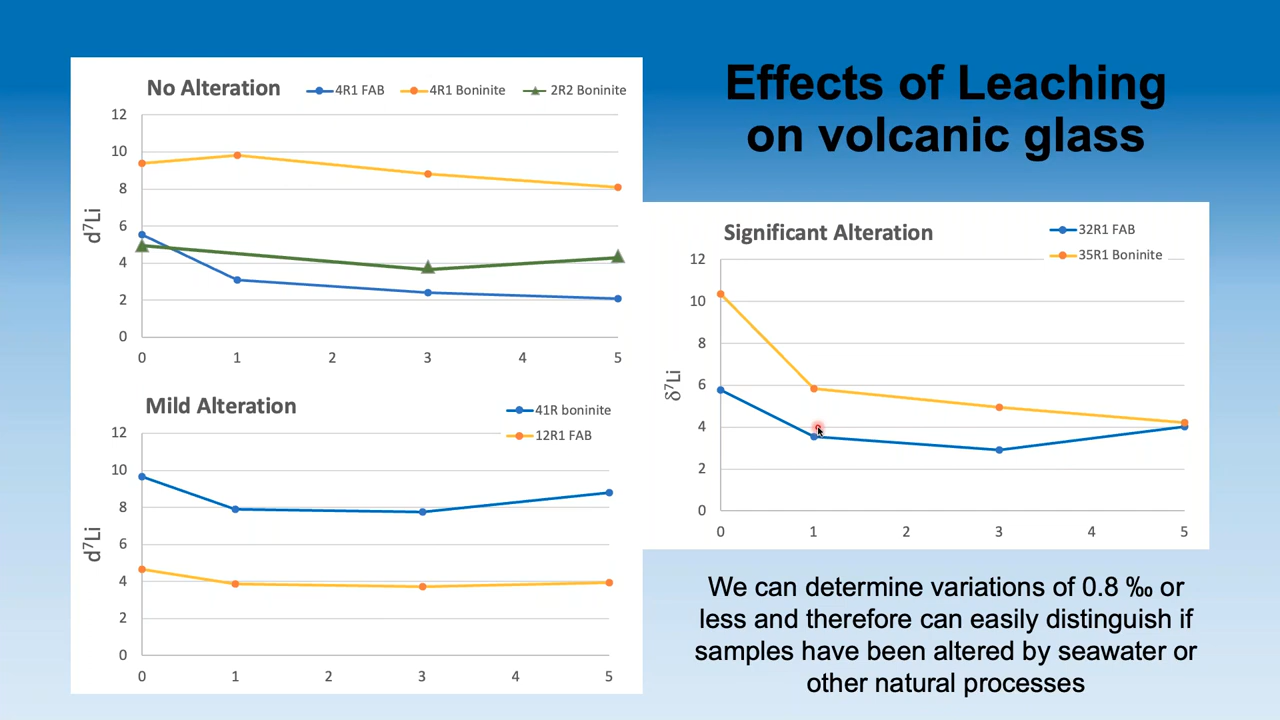 Effects of Leaching
on volcanic glass
No Alteration
4R1 FAB
4R1 Boninite
2R2 Boninite
12
10
8
6
4
2
0
d⁷Li
0 1 2 3 4 5
Mild Alteration
41R boninite
12R1 FAB
12
10
8
6
4
2
0
d⁷Li
0 1 2 3 4 5
Significant Alteration
32R1 FAB
35R1 Boninite
12
10
8
6
4
2
0
δ⁷Li
0 1 2 3 4 5
We can determine variations of 0.8 ‰ or
less and therefore can easily distinguish if
samples have been altered by seawater or
other natural processes